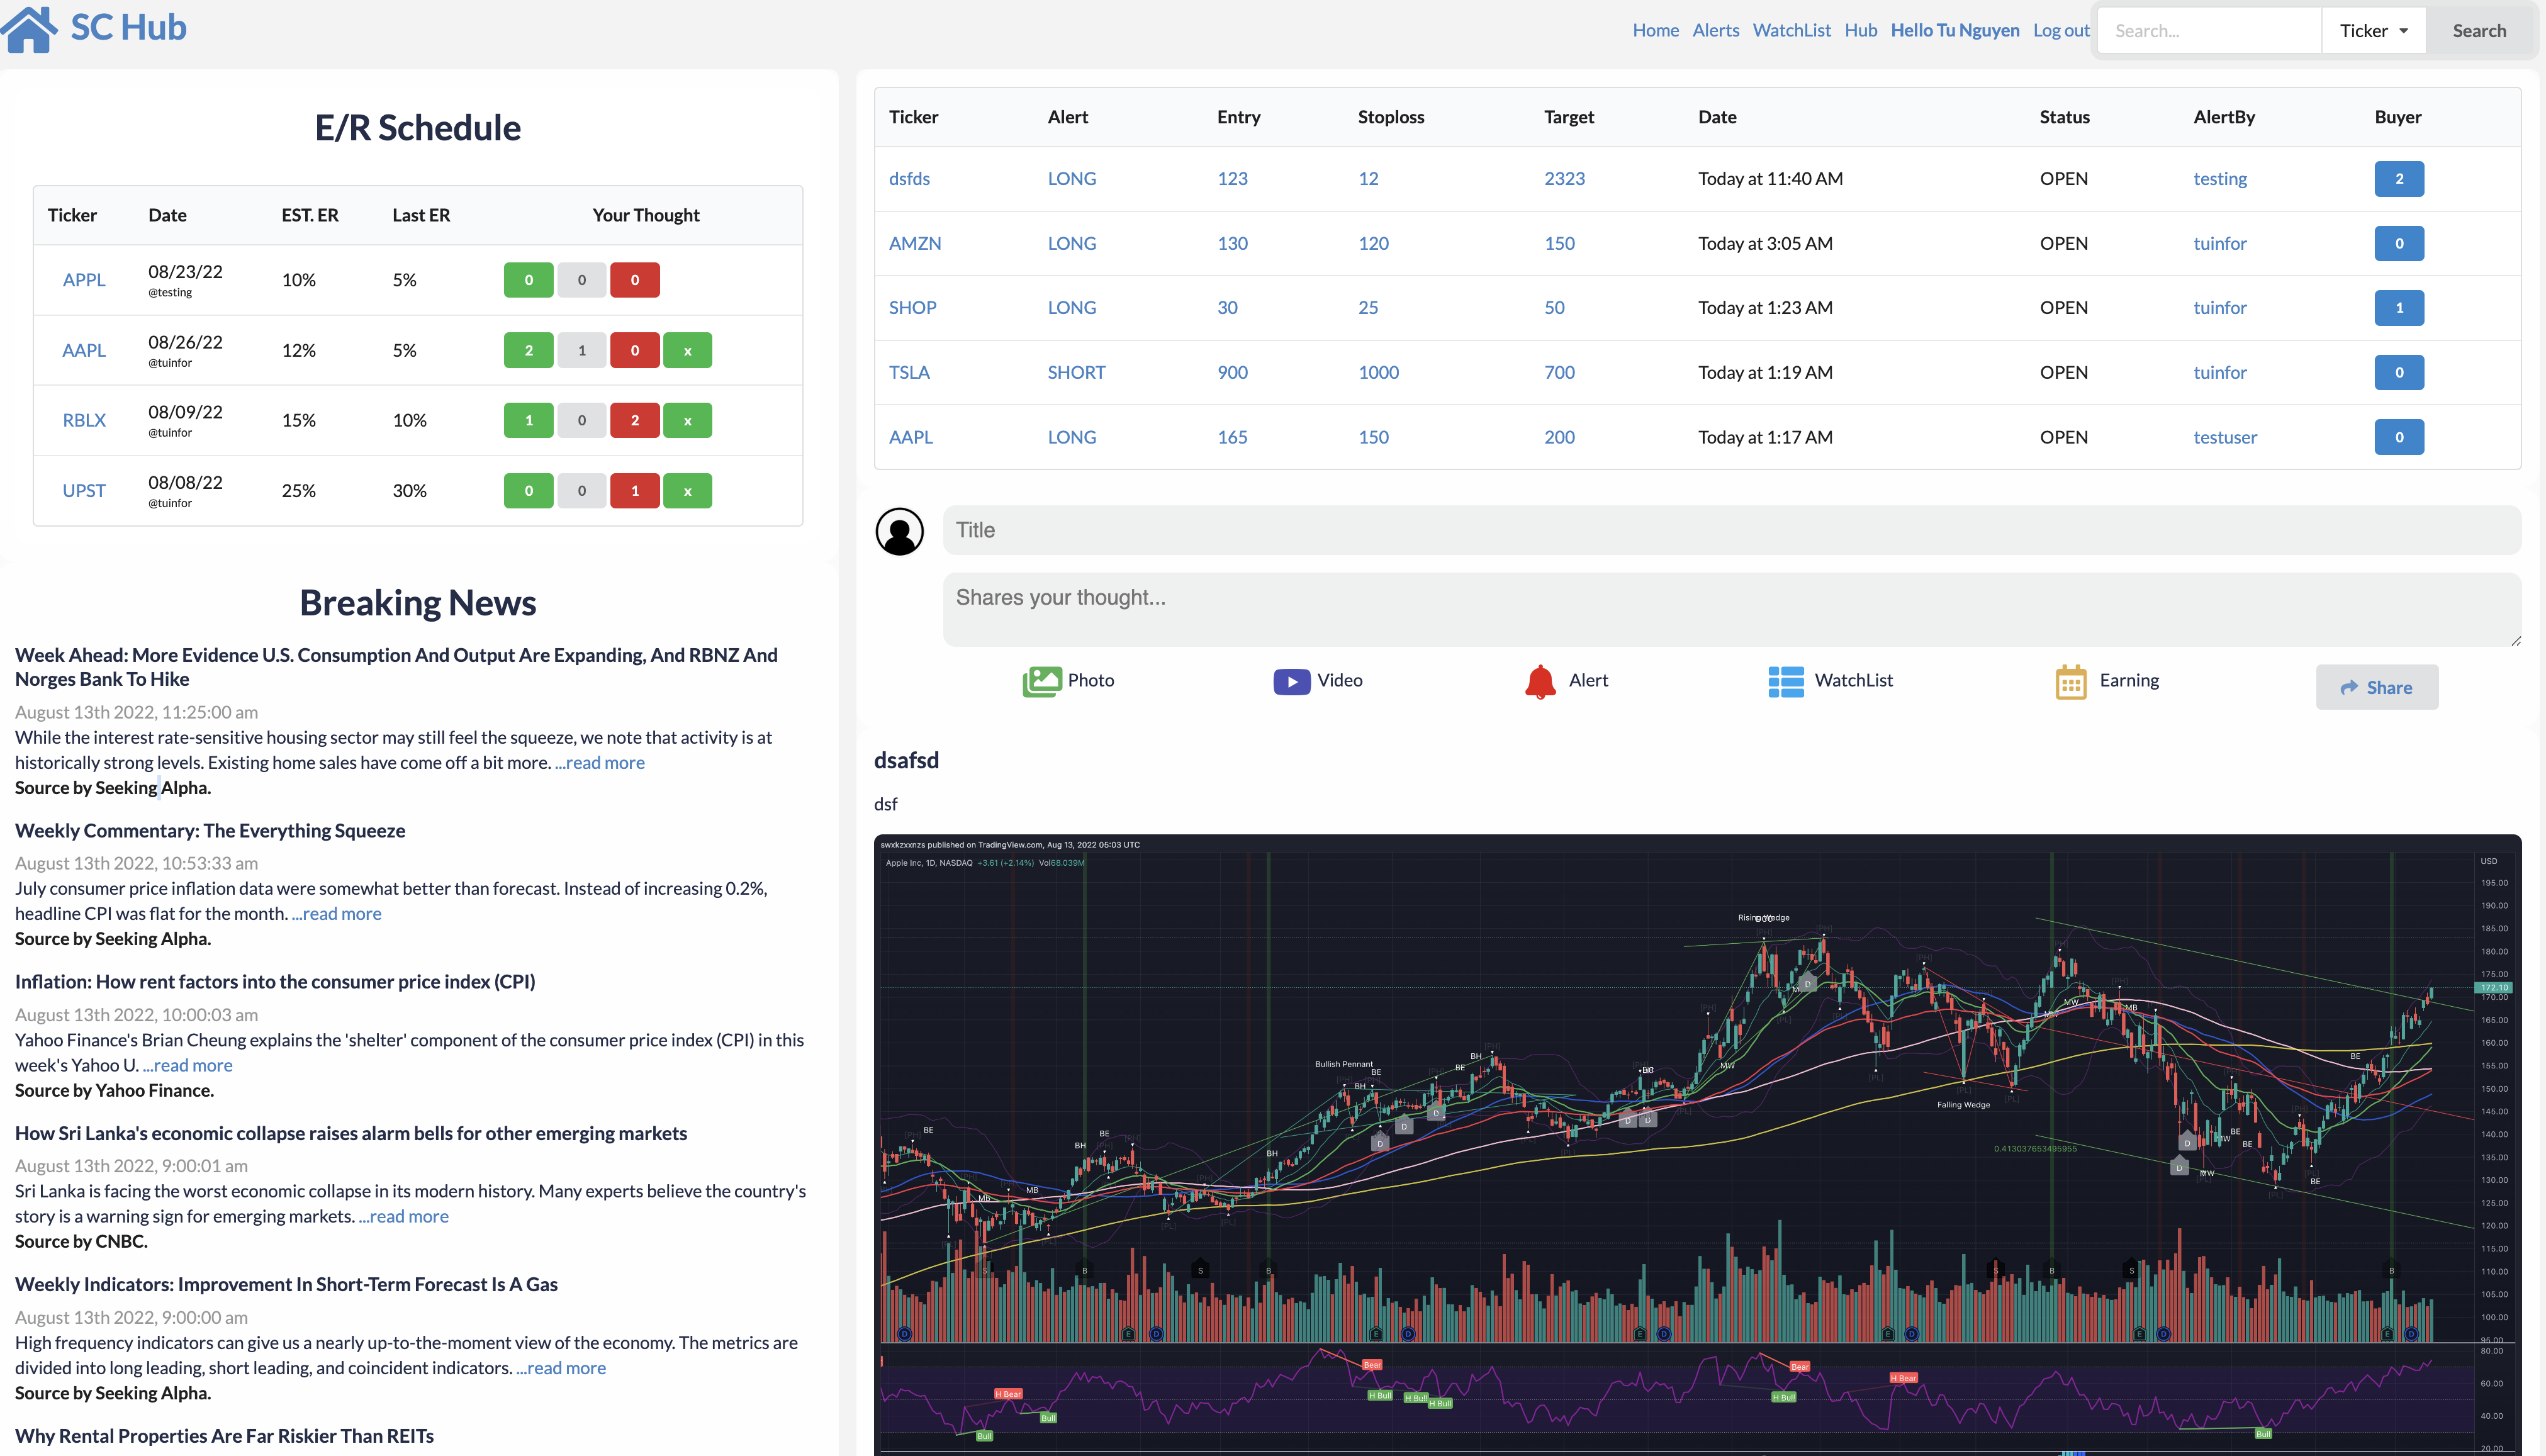 SC Hub
Home Alerts WatchList Hub Hello Tu Nguyen Log out Search... Ticker Search
E/R Schedule
Ticker Date EST. ER Last ER Your Thought
APPL 08/23/22 10% 5% 0 0 0
@testing
AAPL 08/26/22 12% 5% 2 1 0 x
@tuinfor
RBLX 08/09/22 15% 10% 1 0 2 x
@tuinfor
UPST 08/08/22 25% 30% 0 0 1 x
@tuinfor
Breaking News
Week Ahead: More Evidence U.S. Consumption And Output Are Expanding, And RBNZ And
Norges Bank To Hike
August 13th 2022, 11:25:00 am
While the interest rate-sensitive housing sector may still feel the squeeze, we note that activity is at
historically strong levels. Existing home sales have come off a bit more. ...read more
Source by Seeking Alpha.
Weekly Commentary: The Everything Squeeze
August 13th 2022, 10:53:33 am
July consumer price inflation data were somewhat better than forecast. Instead of increasing 0.2%,
headline CPI was flat for the month. ...read more
Source by Seeking Alpha.
Inflation: How rent factors into the consumer price index (CPI)
August 13th 2022, 10:00:03 am
Yahoo Finance's Brian Cheung explains the 'shelter' component of the consumer price index (CPI) in this
week's Yahoo U. ...read more
Source by Yahoo Finance.
How Sri Lanka's economic collapse raises alarm bells for other emerging markets
August 13th 2022, 9:00:01 am
Sri Lanka is facing the worst economic collapse in its modern history. Many experts believe the country's
story is a warning sign for emerging markets. ...read more
Source by CNBC.
Weekly Indicators: Improvement In Short-Term Forecast Is A Gas
August 13th 2022, 9:00:00 am
High frequency indicators can give us a nearly up-to-the-moment view of the economy. The metrics are
divided into long leading, short leading, and coincident indicators. ...read more
Source by Seeking Alpha.
Why Rental Properties Are Far Riskier Than REITs
Ticker Alert Entry Stoploss Target Date Status AlertBy Buyer
dsfds LONG 123 12 2323 Today at 11:40 AM OPEN testing 2
AMZN LONG 130 120 150 Today at 3:05 AM OPEN tuinfor 0
SHOP LONG 30 25 50 Today at 1:23 AM OPEN tuinfor 1
TSLA SHORT 900 1000 700 Today at 1:19 AM OPEN tuinfor 0
AAPL LONG 165 150 200 Today at 1:17 AM OPEN testuser 0
Title
Shares your thought...
Photo Video Alert WatchList Earning Share
dsafsd
dsf
swxkzxxnzs published on TradingView.com, Aug 13, 2022 05:03 UTC
Apple Inc, 1D, NASDAQ +3.61 (+2.14%) Vol68.039M
USD
195.00
190.00
185.00
180.00
175.00
172.10
170.00
165.00
160.00
155.00
150.00
145.00
140.00
135.00
130.00
125.00
120.00
115.00
110.00
105.00
100.00
95.00
80.00
60.00
40.00
20.00
Rising Wedge
Bullish Pennant
Falling Wedge
0.413037653495955
BE
BH
BE
MB
MB
BH
BH
BE
BE
BH
MW
MW
MB
BE
BE
BE
BE
MW
D
D
D
D
D
D
D
D
S
B
S
B
S
B
S
B
D
E
D
E
D
E
D
E
D
E
D
E
D
H Bear
Bull
Bull
Bear
H Bull
H Bull
H Bull
Bear
H Bull
H Bear
Bull